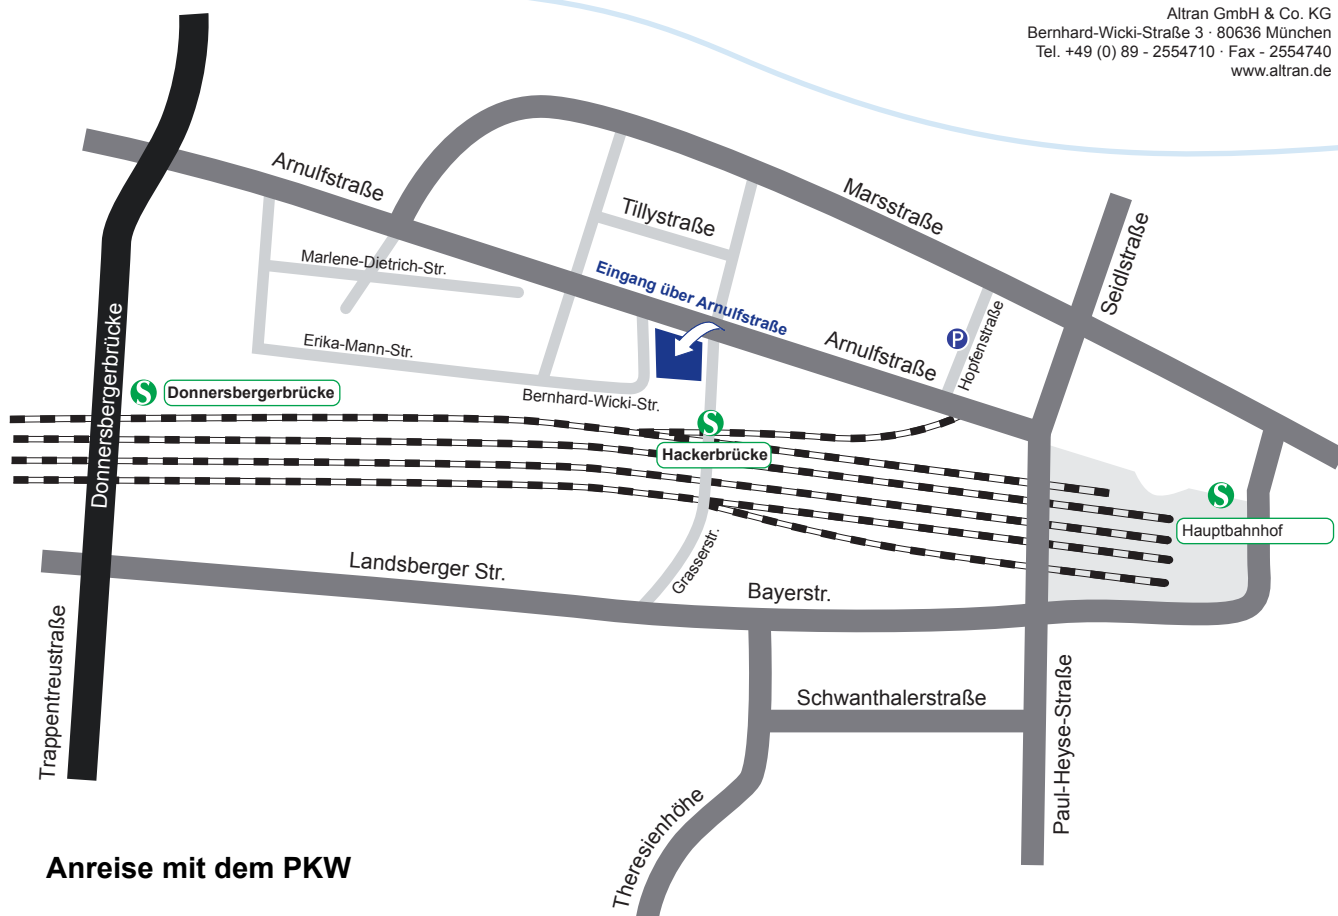 Altran GmbH & Co. KG
Bernhard-Wicki-Straße 3 · 80636 München
Tel. +49 (0) 89 - 2554710 · Fax - 2554740
www.altran.de
Arnulfstraße
Marsstraße
Tillystraße
Seidlstraße
Marlene-Dietrich-Str.
Eingang über Arnulfstraße
Donnersbergerbrücke
Erika-Mann-Str.
Arnulfstraße
P
Hopfenstraße
S
Donnersbergerbrücke
Bernhard-Wicki-Str.
S
Hackerbrücke
S
Hauptbahnhof
Landsberger Str.
Grasserstr.
Bayerstr.
Trappentreustraße
Schwanthalerstraße
Paul-Heyse-Straße
Theresienhöhe
Anreise mit dem PKW